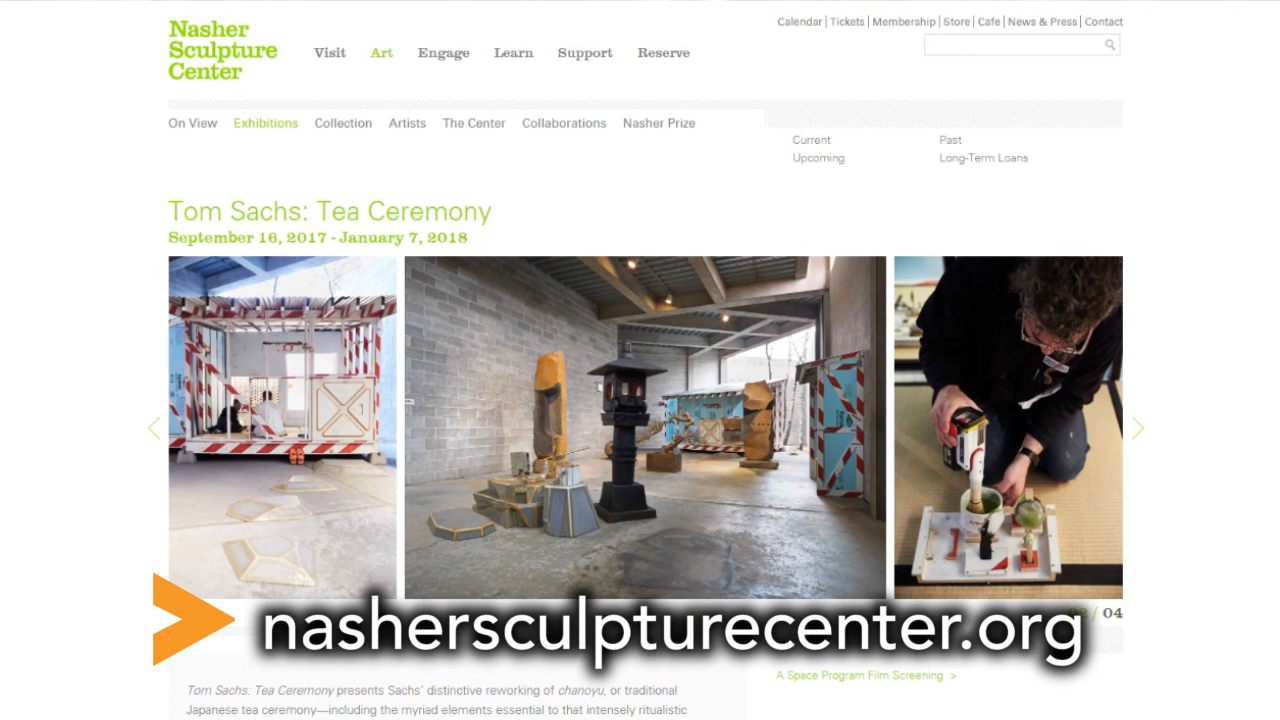 Nasher
Sculpture
Center
Calendar | Tickets | Membership | Store | Cafe | News & Press | Contact
Visit Art Engage Learn Support Reserve
On View Exhibitions Collection Artists The Center Collaborations Nasher Prize
Current Past
Upcoming Long-Term Loans
Tom Sachs: Tea Ceremony
September 16, 2017 - January 7, 2018
/ 04
nashersculpturecenter.org
A Space Program Film Screening >
Tom Sachs: Tea Ceremony presents Sachs' distinctive reworking of chanoyu, or traditional
Japanese tea ceremony—including the myriad elements essential to that intensely ritualistic